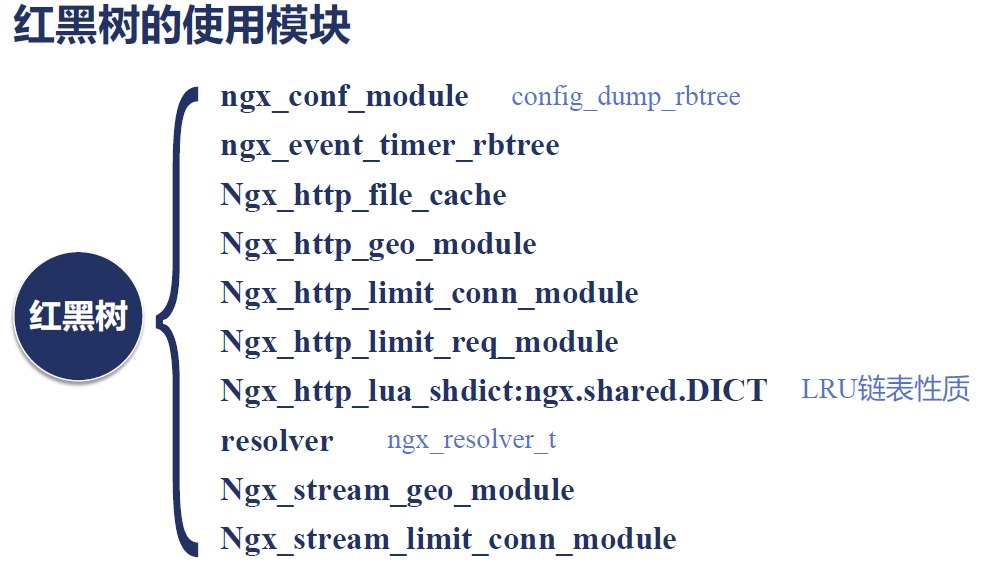 红黑树的使用模块
ngx_conf_module config_dump_rbtree
ngx_event_timer_rbtree
Ngx_http_file_cache
Ngx_http_geo_module
Ngx_http_limit_conn_module
红黑树
Ngx_http_limit_req_module
Ngx_http_lua_shdict:ngx.shared.DICT LRU链表性质
resolver ngx_resolver_t
Ngx_stream_geo_module
Ngx_stream_limit_conn_module